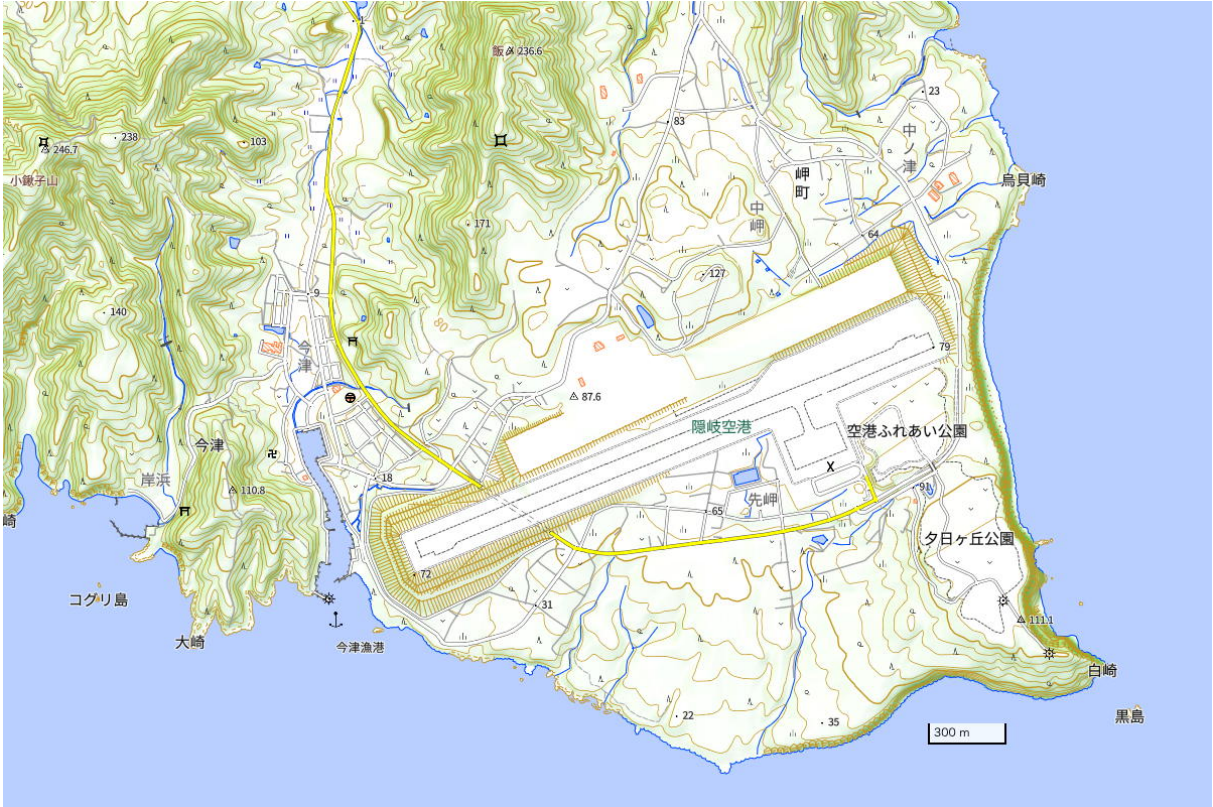 1
飯ノ山 236.6
23
83
中ノ津
238
103
246.7
小鍬子山
岬町
烏貝崎
中岬
171
64
127
9
140
今津
79
87.6
隠岐空港
空港ふれあい公園
今津
岸浜
18
110.8
X
91
先岬
65
崎
夕日ヶ丘公園
72
コグリ島
31
111.1
大崎
今津漁港
白崎
22
35
黒島
300 m